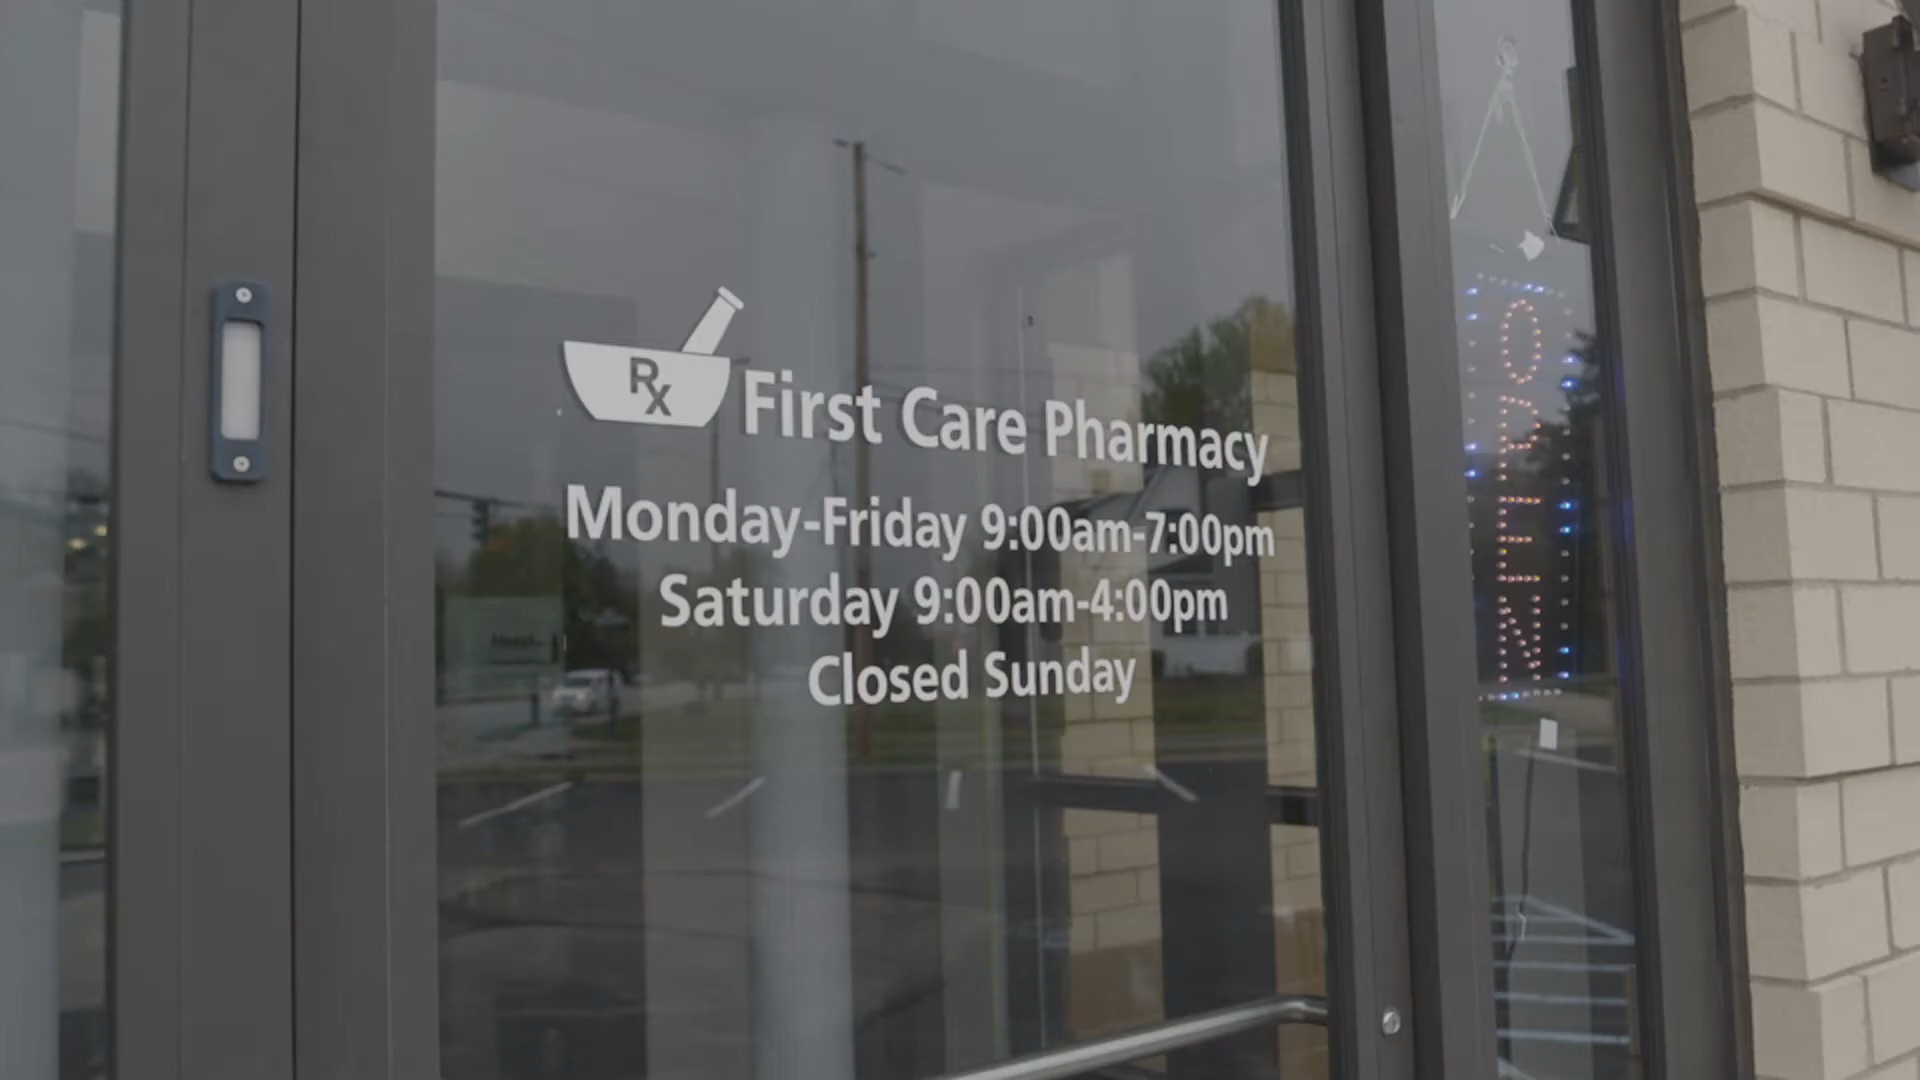 Rx
First Care Pharmacy
Monday-Friday 9:00am-7:00pm
Saturday 9:00am-4:00pm
Closed Sunday
OPEN